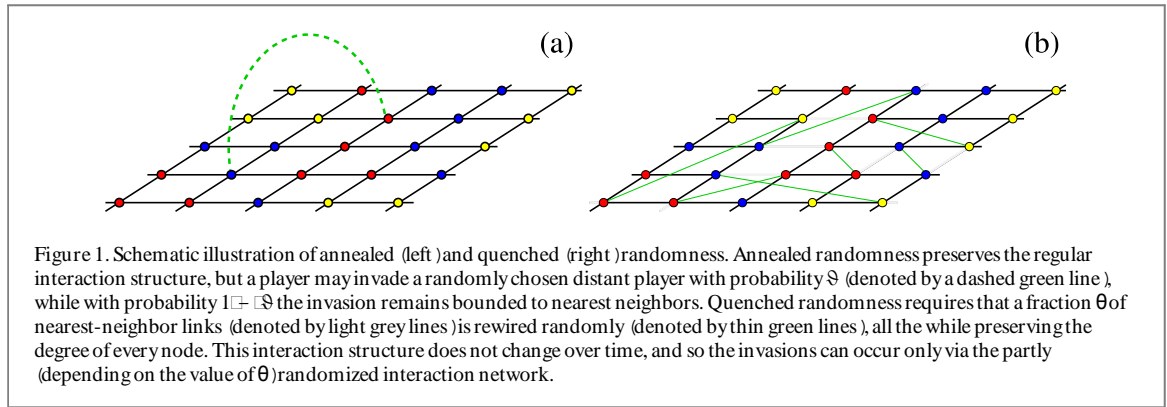 (a)
(b)
Figure 1. Schematic illustration of annealed (left) and quenched (right) randomness. Annealed randomness preserves the regular
interaction structure, but a player may invade a randomly chosen distant player with probability ϑ (denoted by a dashed green line),
while with probability 1□−□ϑ the invasion remains bounded to nearest neighbors. Quenched randomness requires that a fraction θ of
nearest-neighbor links (denoted by light grey lines) is rewired randomly (denoted by thin green lines), all the while preserving the
degree of every node. This interaction structure does not change over time, and so the invasions can occur only via the partly
(depending on the value of θ) randomized interaction network.